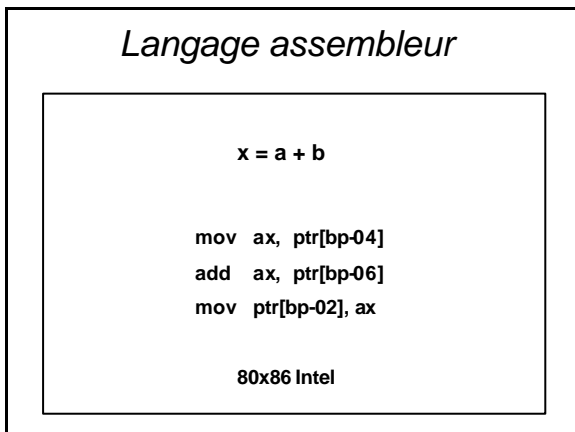 Langage assembleur
x = a + b
mov ax, ptr[bp-04]
add ax, ptr[bp-06]
mov ptr[bp-02], ax
80x86 Intel